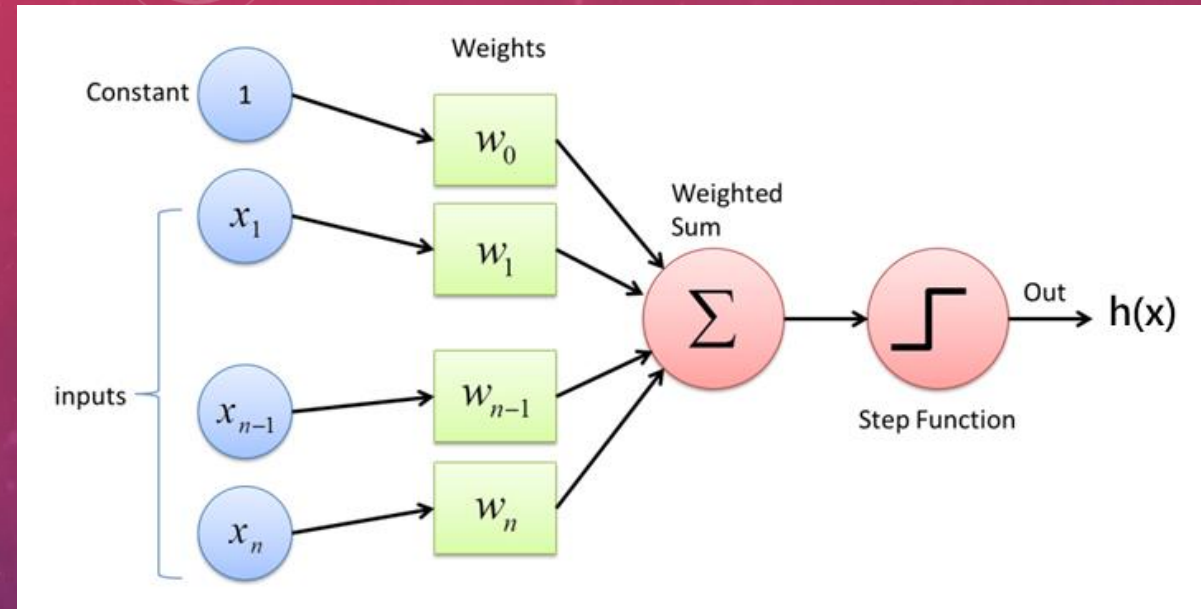 Weights
Constant
1
w₀
x₁
w₁
Weighted
Sum
∑
Out
h(x)
inputs
xₙ₋₁
wₙ₋₁
Step Function
xₙ
wₙ